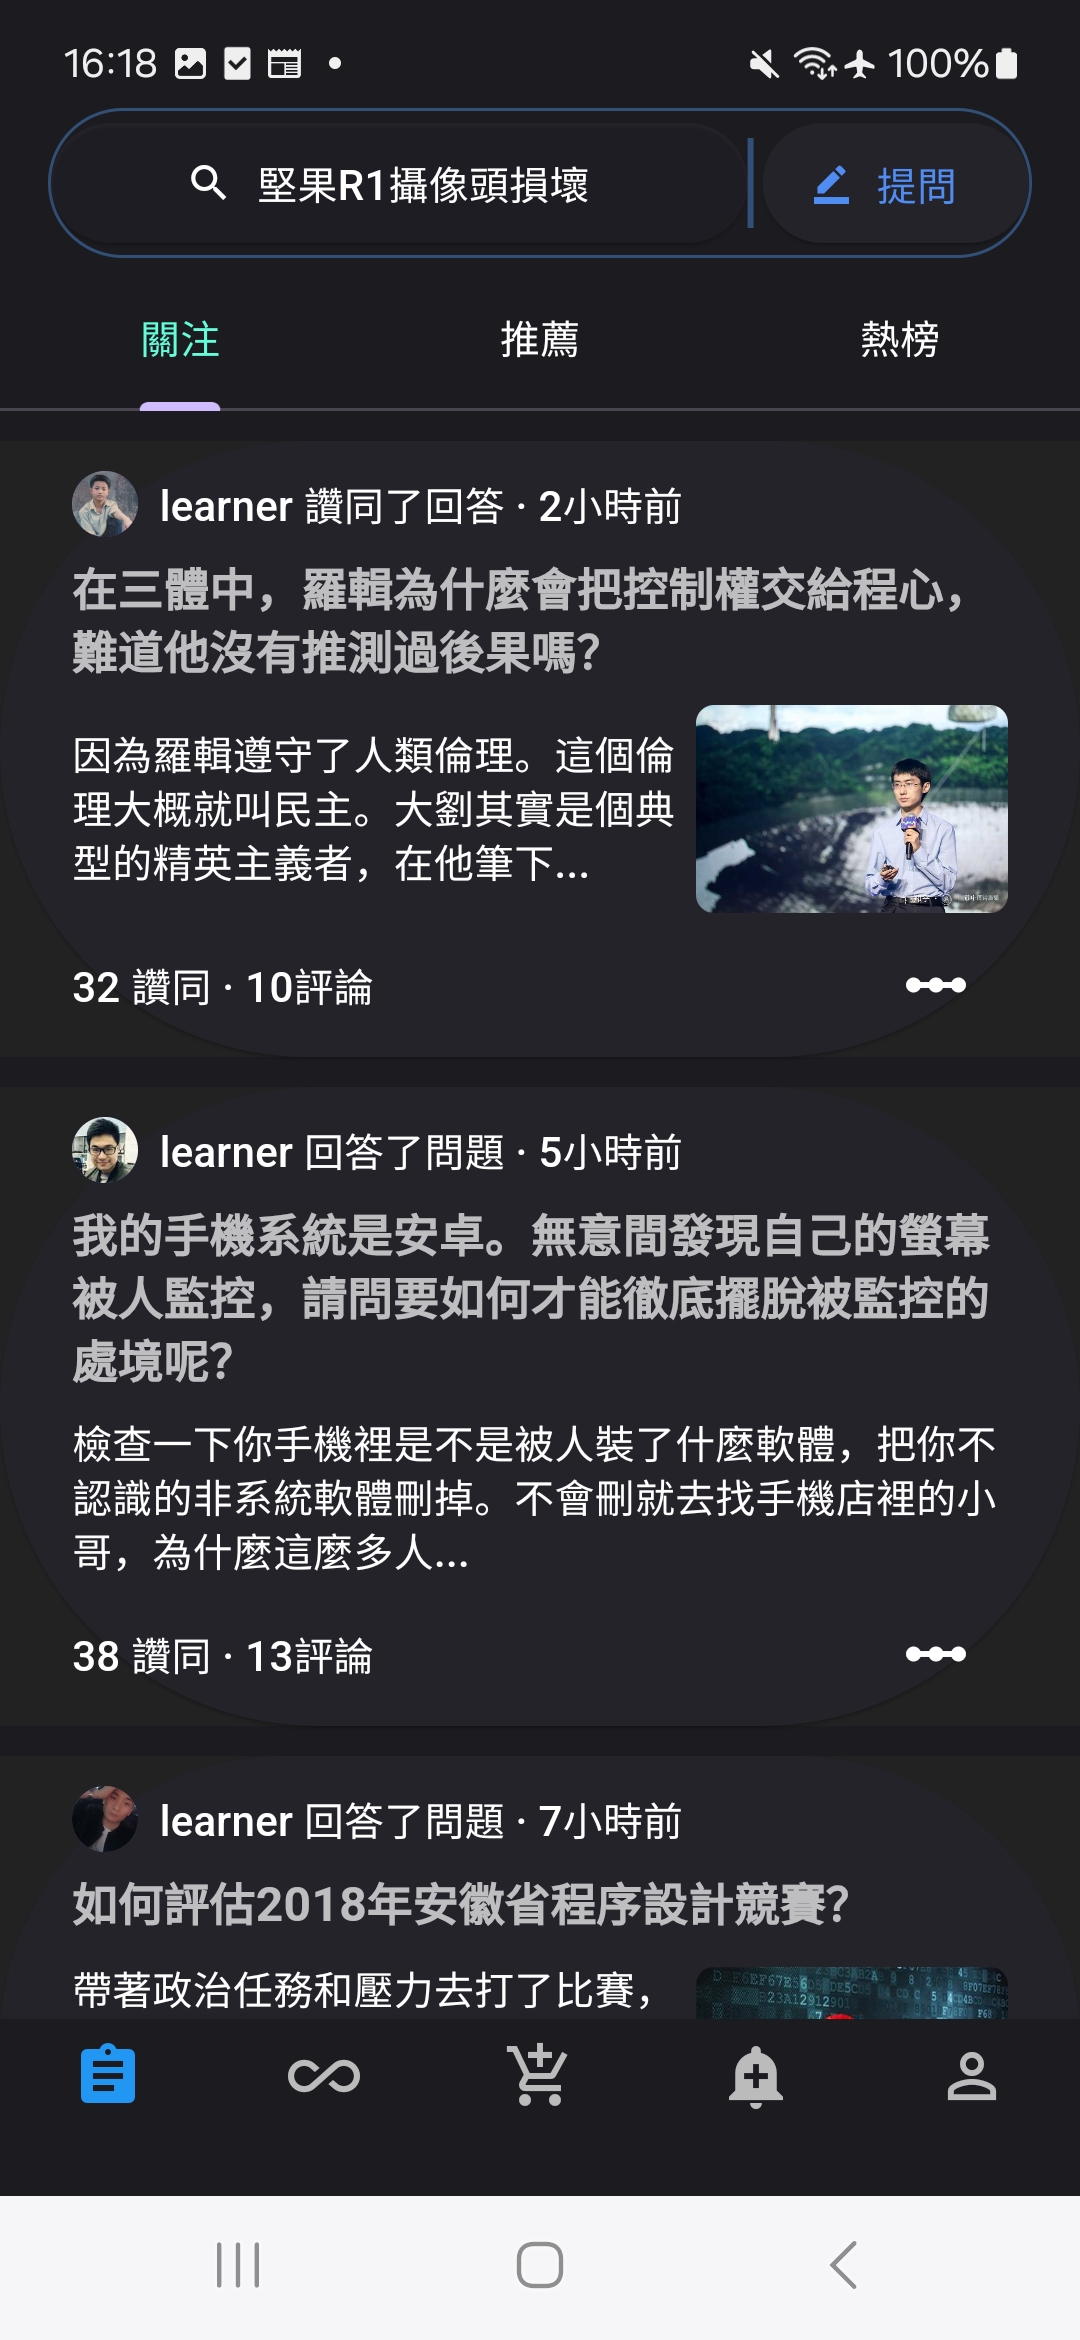 16:18
100%
堅果R1攝像頭損壞
提問
關注
推薦
熱榜
learner 讚同了回答 · 2小時前
在三體中，羅輯為什麼會把控制權交給程心，
難道他沒有推測過後果嗎？
因為羅輯遵守了人類倫理。這個倫
理大概就叫民主。大劉其實是個典
型的精英主義者，在他筆下...
32 讚同 · 10評論
learner 回答了問題 · 5小時前
我的手機系統是安卓。無意間發現自己的螢幕
被人監控，請問要如何才能徹底擺脫被監控的
處境呢？
檢查一下你手機裡是不是被人裝了什麼軟體，把你不
認識的非系統軟體刪掉。不會刪就去找手機店裡的小
哥，為什麼這麼多人...
38 讚同 · 13評論
learner 回答了問題 · 7小時前
如何評估2018年安徽省程序設計競賽？
帶著政治任務和壓力去打了比賽，